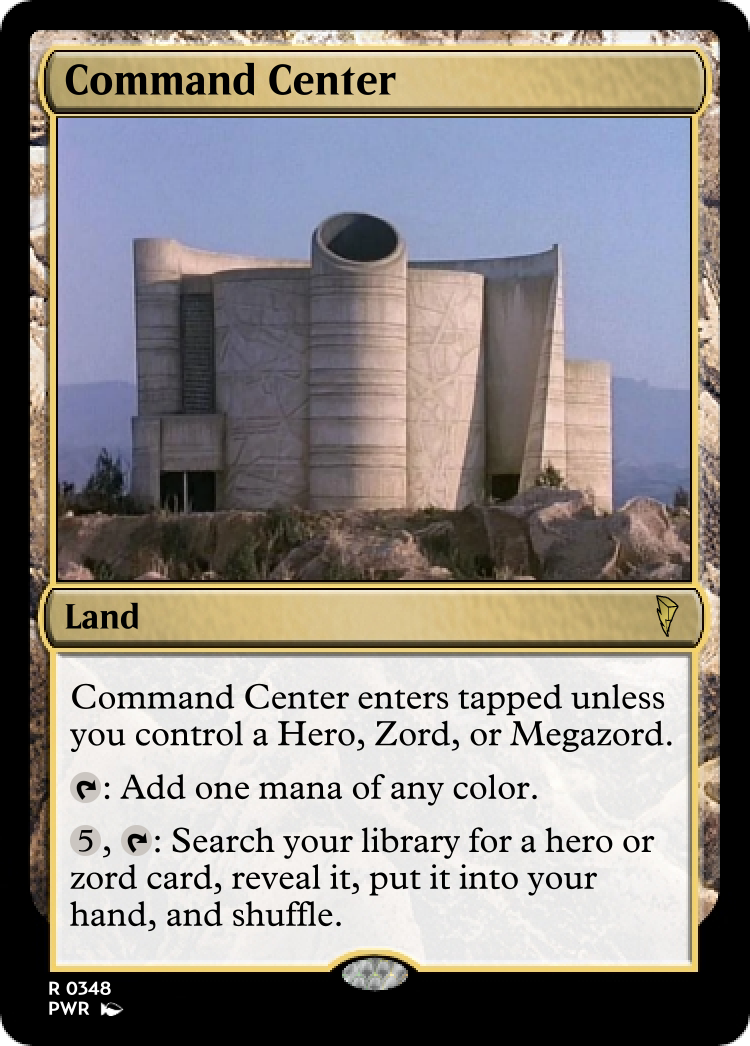 Command Center
Land
Command Center enters tapped unless
you control a Hero, Zord, or Megazord.
: Add one mana of any color.
5, : Search your library for a hero or
zord card, reveal it, put it into your
hand, and shuffle.
R 0348
PWR